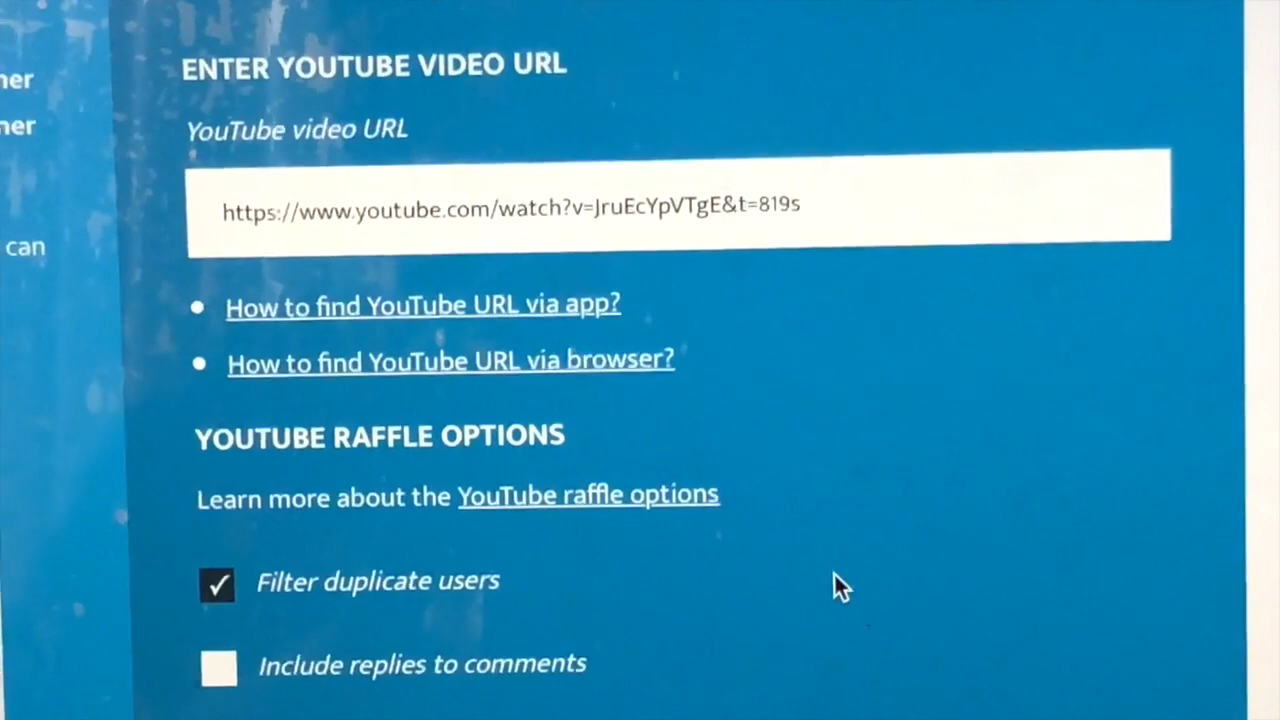 ner
ner
can
ENTER YOUTUBE VIDEO URL
YouTube video URL
https://www.youtube.com/watch?v=JruEcYpVTgE&t=819s
How to find YouTube URL via app?
How to find YouTube URL via browser?
YOUTUBE RAFFLE OPTIONS
Learn more about the YouTube raffle options
Filter duplicate users
Include replies to comments